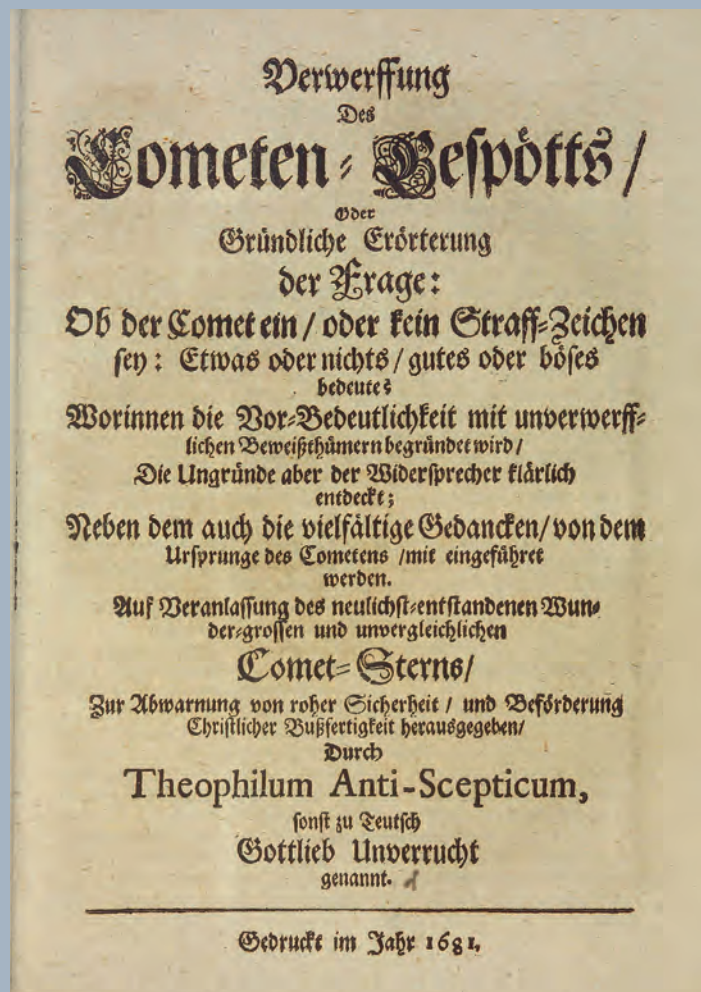 Verwerffung
Des
Cometen-Gespötts/
Oder
Gründliche Erörterung
der Frage:
Ob der Comet ein/ oder kein Straff-Zeichen
sey: Etwas oder nichts/ gutes oder böses
bedeute?
Worinnen die Vor-Bedeutlichkeit mit unverwerff-
lichen Beweißthümern begründet wird/
Die Ungründe aber der Widersprecher klärlich
entdeckt;
Neben dem auch die vielfältige Gedancken/ von dem
Ursprunge des Cometens /mit eingeführet
werden.
Auf Veranlassung des neulichst-entstandenen Wun-
der-grossen und unvergleichlichen
Comet-Sterns/
Zur Abwarnung von roher Sicherheit / und Beförderung
Christlicher Bußfertigkeit herausgegeben/
Durch
Theophilum Anti-Scepticum,
sonst zu Teutsch
Gottlieb Unverrucht
genannt.
Gedruckt im Jahr 1681.